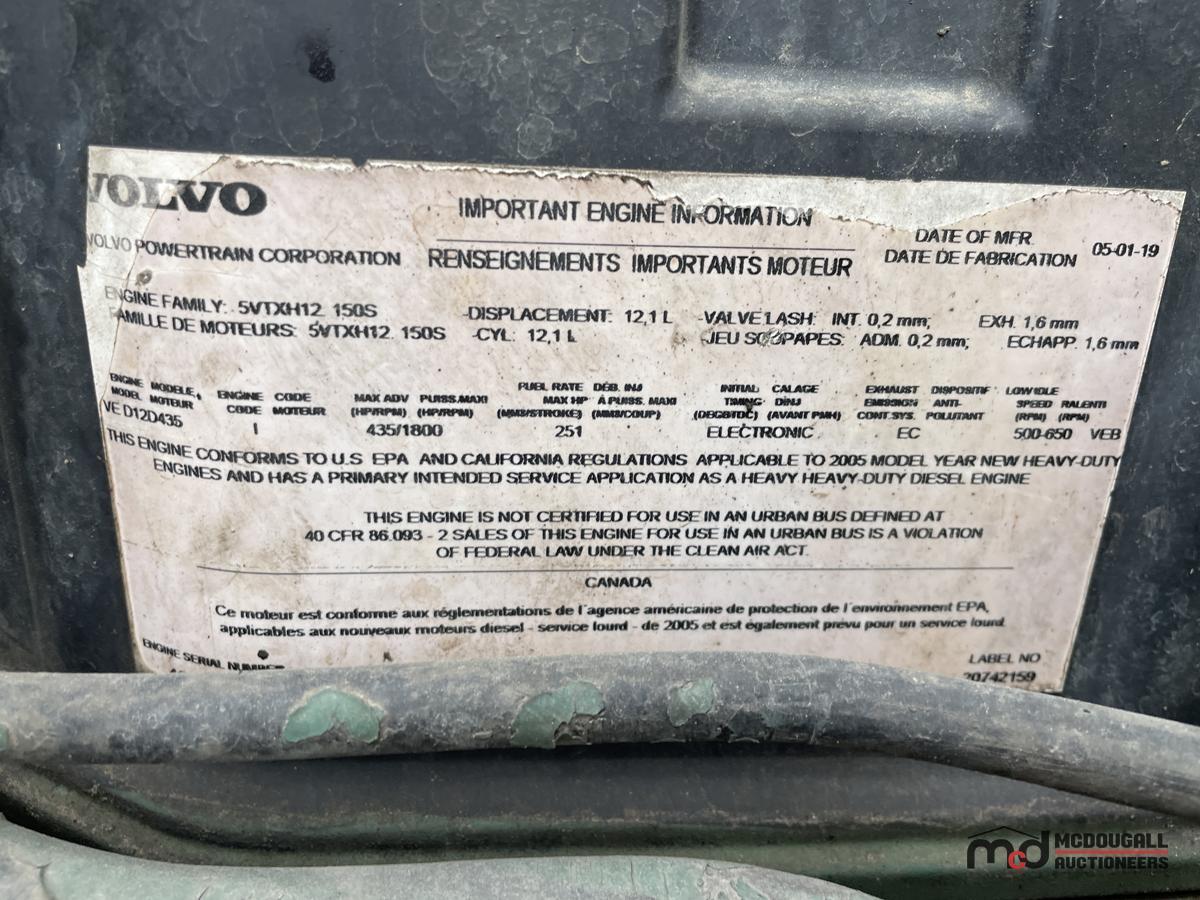 VOLVO
VOLVO POWERTRAIN CORPORATION
IMPORTANT ENGINE INFORMATION
RENSEIGNEMENTS IMPORTANTS MOTEUR
DATE OF MFR.
DATE DE FABRICATION
05-01-19
ENGINE FAMILY: 5VTXH12. 150S
FAMILLE DE MOTEURS: 5VTXH12. 150S
-DISPLACEMENT: 12,1 L
-CYL: 12,1 L
-VALVE LASH: INT. 0,2 mm; EXH. 1,6 mm
-JEU SOUPAPES: ADM. 0,2 mm; ECHAPP. 1,6 mm
ENGINE MODELE,
MODEL MOTEUR
VE D12D435
ENGINE CODE
CODE MOTEUR
I
MAX ADV PUISS.MAXI
(HP/RPM) (HP/RPM)
435/1800
FUEL RATE DÉB. INJ
MAX HP À PUISS. MAXI
(MM3/STROKE) (MM3/COUP)
251
INITIAL CALAGE
TIMING D'INJ
(DEGBTDC) (AVANT PMH)
ELECTRONIC
EXHAUST DISPOSITIF
EMISSION ANTI-
CONT.SYS. POLLUTANT
EC
LOW IDLE
SPEED RALENTI
(RPM) (RPM)
500-650 VEB
THIS ENGINE CONFORMS TO U.S EPA AND CALIFORNIA REGULATIONS APPLICABLE TO 2005 MODEL YEAR NEW HEAVY-DUTY
ENGINES AND HAS A PRIMARY INTENDED SERVICE APPLICATION AS A HEAVY HEAVY-DUTY DIESEL ENGINE
THIS ENGINE IS NOT CERTIFIED FOR USE IN AN URBAN BUS DEFINED AT
40 CFR 86.093 - 2 SALES OF THIS ENGINE FOR USE IN AN URBAN BUS IS A VIOLATION
OF FEDERAL LAW UNDER THE CLEAN AIR ACT.
CANADA
Ce moteur est conforme aux réglementations de l'agence américaine de protection de l'environnement EPA,
applicables aux nouveaux moteurs diesel - service lourd - de 2005 et est également prévu pour un service lourd.
ENGINE SERIAL NUMBER
LABEL NO
20742159
mcd MCDOUGALL
AUCTIONEERS